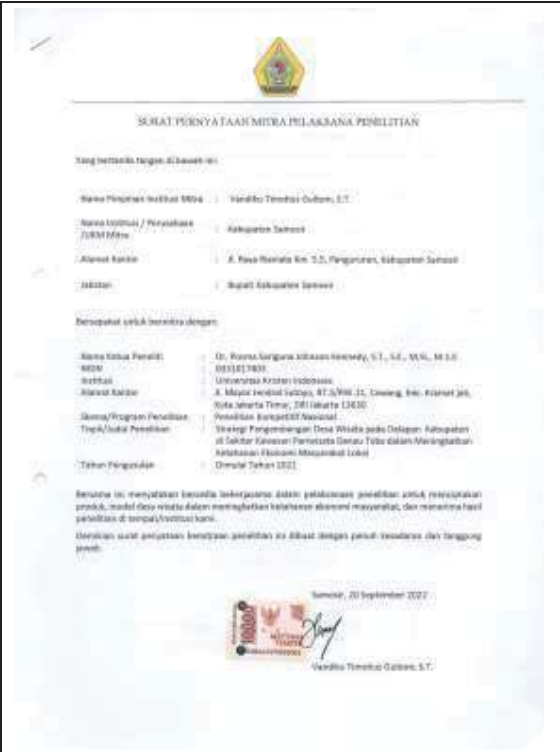 SURAT PERNYATAAN MITRA PELAKSANA PENELITIAN
Yang bertanda tangan di bawah ini:
Nama Pimpinan Institusi Mitra : Vandiko Timotius Gultom, S.T.
Nama Institusi / Perusahaan
/UKM Mitra : Kabupaten Samosir
Alamat Kantor : Jl. Raya Rianiate Km. 5,5, Pangururan, Kabupaten Samosir
Jabatan : Bupati Kabupaten Samosir
Bersepakat untuk bermitra dengan:
Nama Ketua Peneliti : Dr. Posma Sariguna Johnson Kennedy, S.T., S.E., M.Si.,
NIDN :
Institusi : Universitas Kristen Indonesia
Alamat Kantor : Jl. Mayor Jendral Sutoyo, RT.5/RW.11, Cawang, Kec. Kramat Jati,
Kota Jakarta Timur, DKI Jakarta 13630
Skema/Program Penelitian : Penelitian Kompetitif Nasional
Topik/Judul Penelitian : Strategi Pengembangan Desa Wisata pada Delapan Kabupaten
di Sekitar Kawasan Pariwisata Danau Toba dalam Meningkatkan
Ketahanan Ekonomi Masyarakat Lokal
Tahun Pengusulan : Dimulai Tahun 2022
Bersama ini menyatakan bersedia bekerjasama dalam pelaksanaan penelitian untuk menciptakan
produk, model desa wisata dalam meningkatkan ketahanan ekonomi masyarakat, dan menerima hasil
penelitian di tempat/institusi kami.
Demikian surat pernyataan kemitraan penelitian ini dibuat dengan penuh kesadaran dan tanggung
jawab.
Samosir, 20 September 2022
10000
METERAI
TEMPEL
Vandiko Timotius Gultom, S.T.